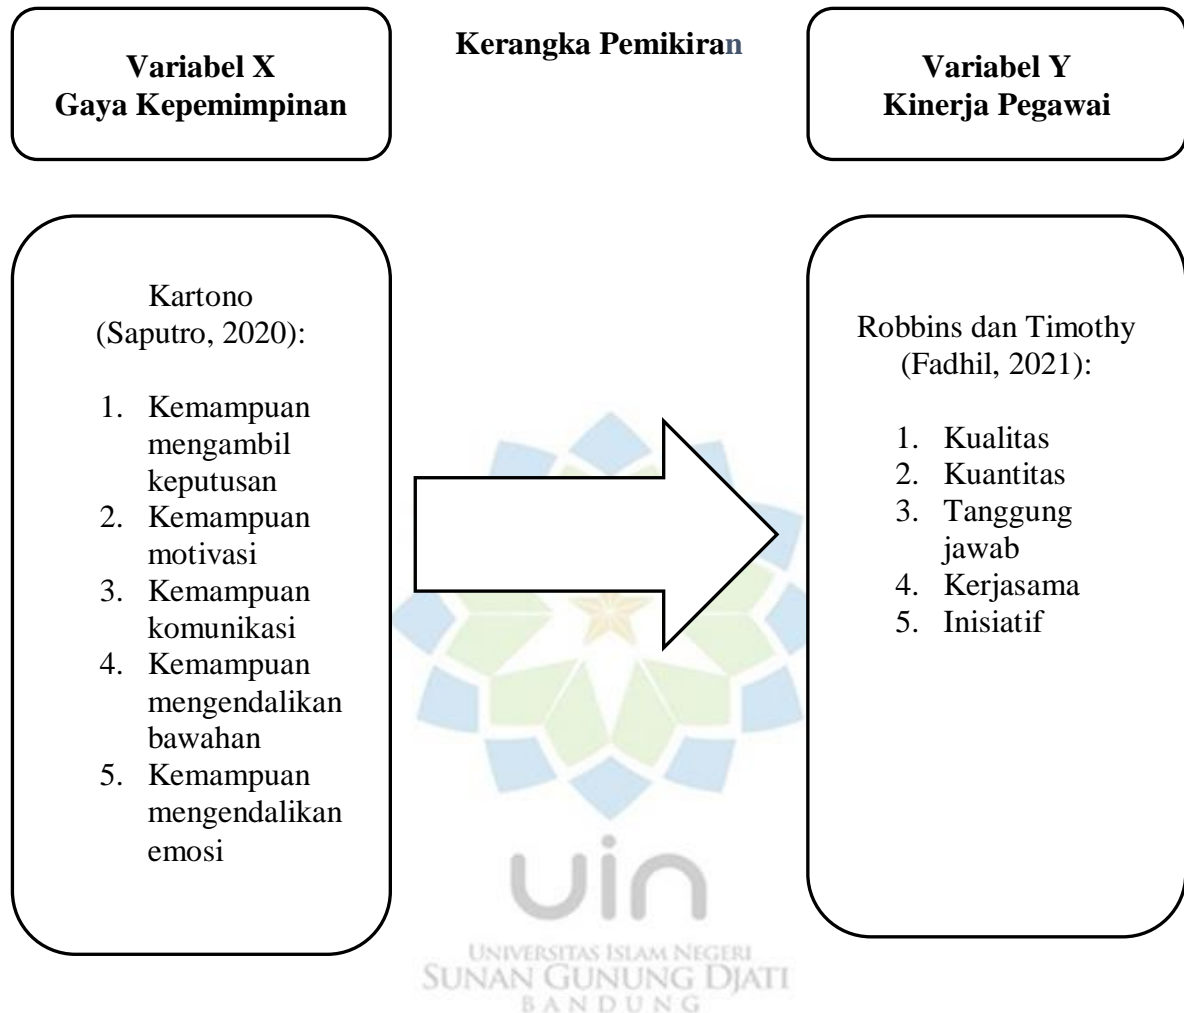 Kerangka Pemikiran
Variabel X
Gaya Kepemimpinan
Variabel Y
Kinerja Pegawai
Kartono
(Saputro, 2020):
1. Kemampuan
mengambil
keputusan
2. Kemampuan
motivasi
3. Kemampuan
komunikasi
4. Kemampuan
mengendalikan
bawahan
5. Kemampuan
mengendalikan
emosi
Robbins dan Timothy
(Fadhil, 2021):
1. Kualitas
2. Kuantitas
3. Tanggung
jawab
4. Kerjasama
5. Inisiatif
uin
UNIVERSITAS ISLAM NEGERI
SUNAN GUNUNG DJATI
BANDUNG